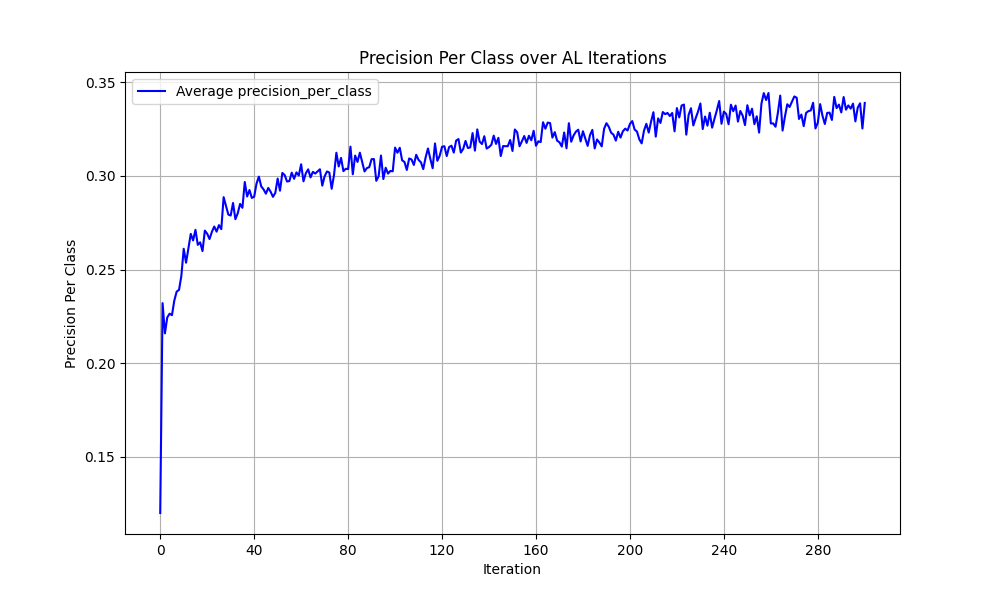 Precision Per Class over AL Iterations
Average precision_per_class
Precision Per Class
0.35
0.30
0.25
0.20
0.15
0 40 80 120 160 200 240 280
Iteration